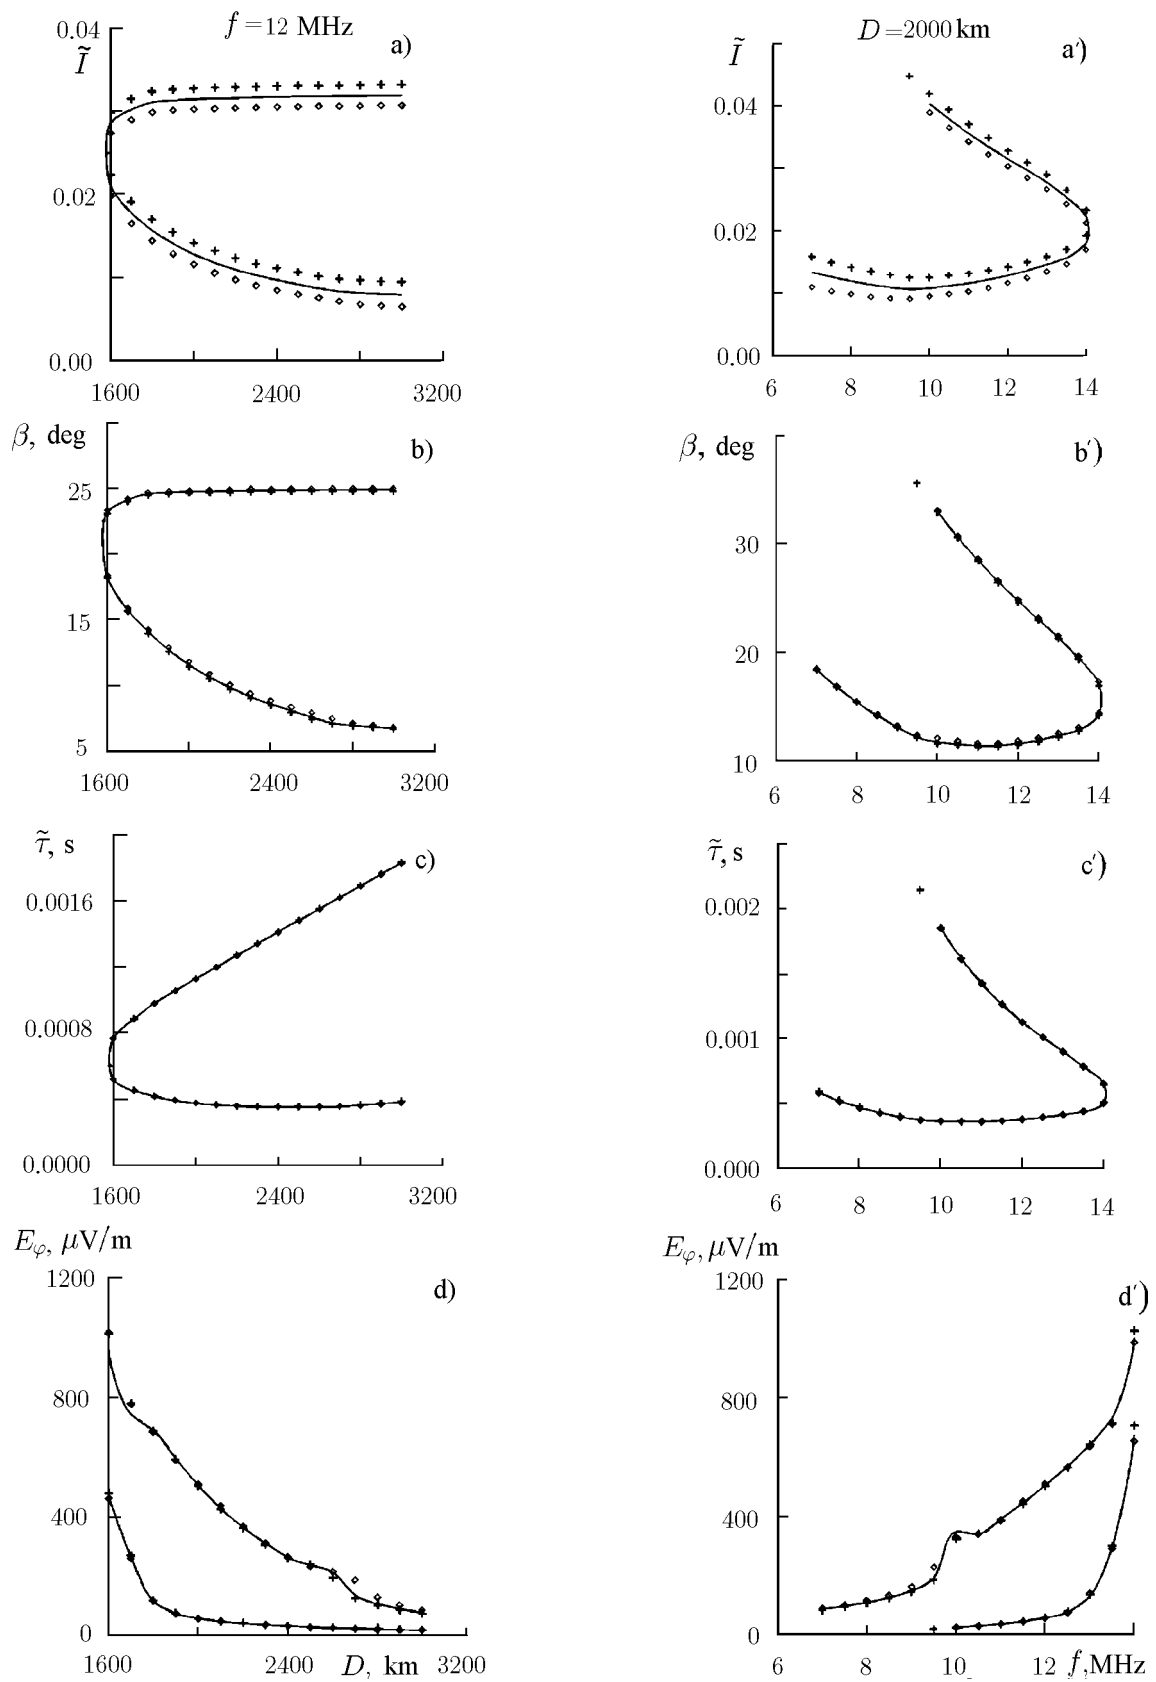 f = 12 MHz
0.04
Ĩ
a)
0.02
0.00
1600 2400 3200
β, deg
b)
25
15
5
1600 2400 3200
τ̃, s
c)
0.0016
0.0008
0.0000
1600 2400 3200
E_φ, μV/m
1200
d)
800
400
0
1600 2400 D, km 3200
D = 2000 km
Ĩ
a′)
0.04
0.02
0.00
6 8 10 12 14
β, deg
b′)
30
20
10
6 8 10 12 14
τ̃, s
c′)
0.002
0.001
0.000
6 8 10 12 14
E_φ, μV/m
1200
d′)
800
400
0
6 8 10 12 f, MHz